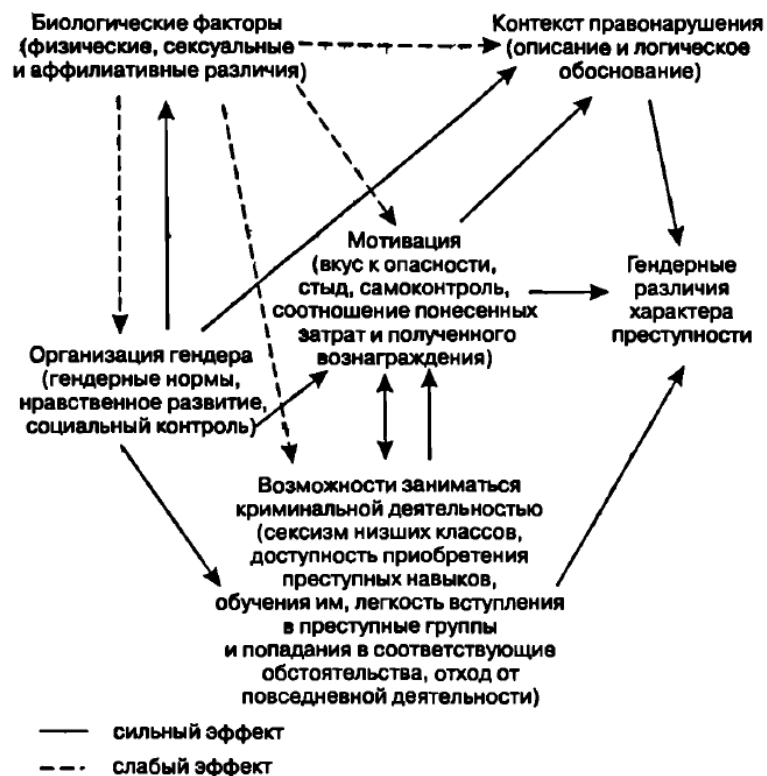 Биологические факторы
(физические, сексуальные
и аффилиативные различия)
Контекст правонарушения
(описание и логическое
обоснование)
Мотивация
(вкус к опасности,
стыд, самоконтроль,
соотношение понесенных
затрат и полученного
вознаграждения)
Гендерные
различия
характера
преступности
Организация гендера
(гендерные нормы,
нравственное развитие,
социальный контроль)
Возможности заниматься
криминальной деятельностью
(сексизм низших классов,
доступность приобретения
преступных навыков,
обучения им, легкость вступления
в преступные группы
и попадания в соответствующие
обстоятельства, отход от
повседневной деятельности)
сильный эффект
слабый эффект